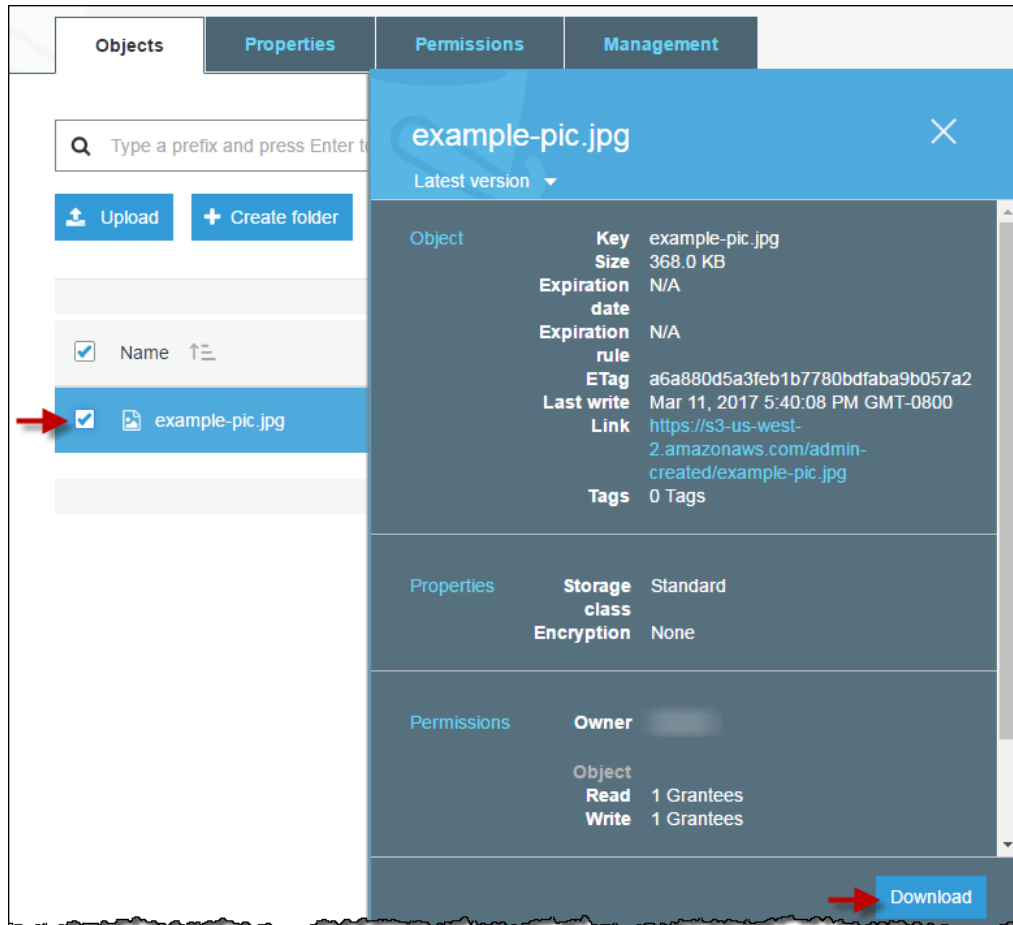 Objects Properties Permissions Management
example-pic.jpg
Latest version
Type a prefix and press Enter t
Upload Create folder
Name
example-pic.jpg
Object Key example-pic.jpg
Size 368.0 KB
Expiration N/A
date
Expiration N/A
rule
ETag a6a880d5a3feb1b7780bdfaba9b057a2
Last write Mar 11, 2017 5:40:08 PM GMT-0800
Link https://s3-us-west-
2.amazonaws.com/admin-
created/example-pic.jpg
Tags 0 Tags
Properties Storage Standard
class
Encryption None
Permissions Owner
Object
Read 1 Grantees
Write 1 Grantees
Download